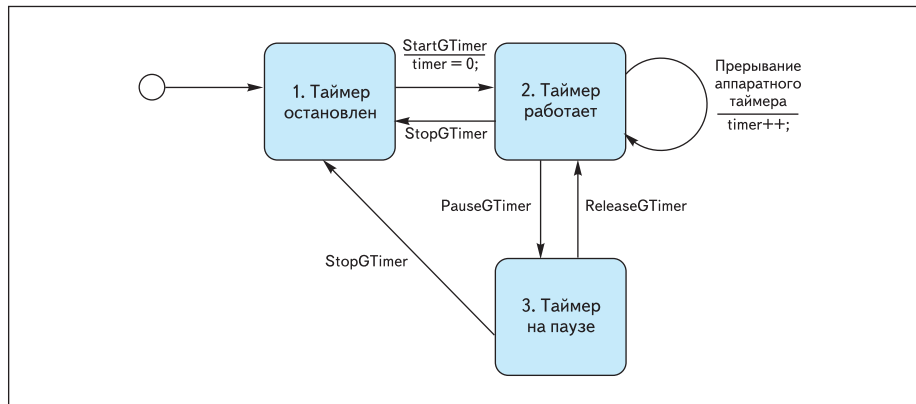 StartGTimer
timer = 0;
1. Таймер
остановлен
2. Таймер
работает
Прерывание
аппаратного
таймера
timer++;
StopGTimer
PauseGTimer
ReleaseGTimer
StopGTimer
3. Таймер
на паузе